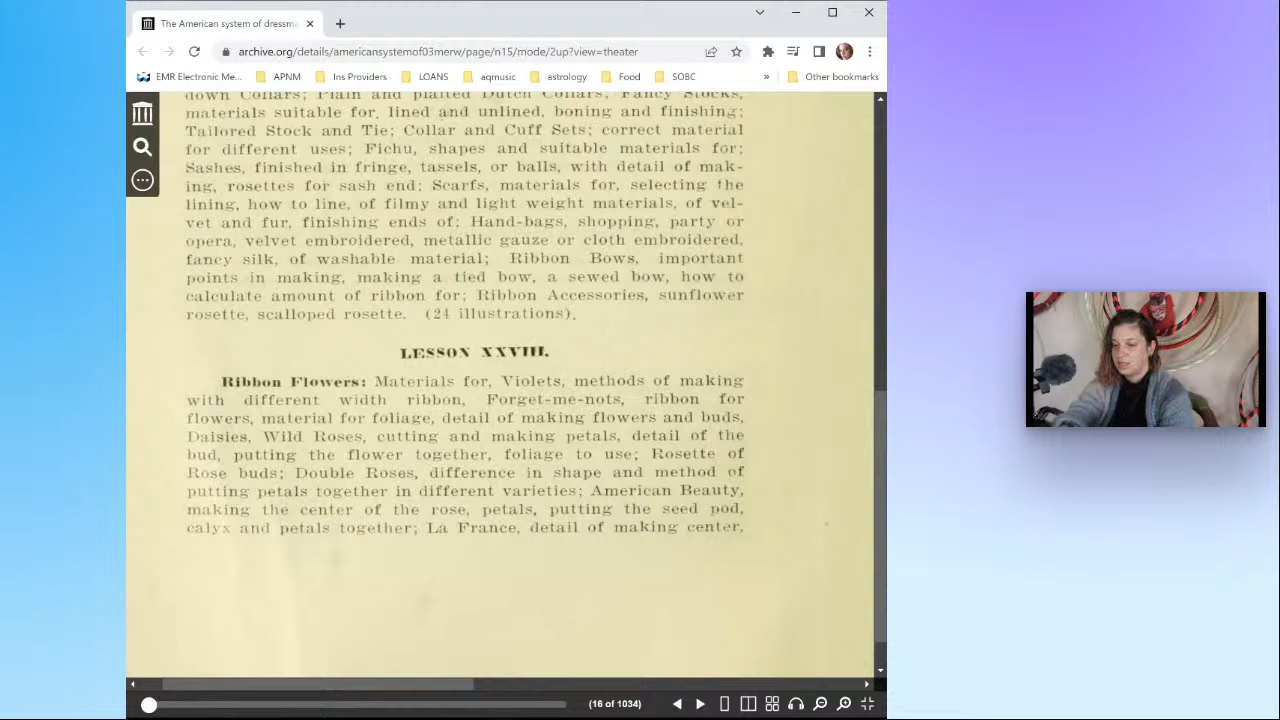 The American system of dressma
archive.org/details/americansystemof03merw/page/n15/mode/2up?view=theater
EMR Electronic Me... APNM Ins Providers LOANS aqmusic astrology Food SOBC » Other bookmarks
down Collars; Plain and platted Dutch Collars; Fancy Stocks,
materials suitable for, lined and unlined, boning and finishing;
Tailored Stock and Tie; Collar and Cuff Sets; correct material
for different uses; Fichu, shapes and suitable materials for;
Sashes, finished in fringe, tassels, or balls, with detail of mak-
ing, rosettes for sash end; Scarfs, materials for, selecting the
lining, how to line, of filmy and light weight materials, of vel-
vet and fur, finishing ends of; Hand-bags, shopping, party or
opera, velvet embroidered, metallic gauze or cloth embroidered,
fancy silk, of washable material; Ribbon Bows, important
points in making, making a tied bow, a sewed bow, how to
calculate amount of ribbon for; Ribbon Accessories, sunflower
rosette, scalloped rosette. (24 illustrations).
LESSON XXVIII.
Ribbon Flowers: Materials for, Violets, methods of making
with different width ribbon, Forget-me-nots, ribbon for
flowers, material for foliage, detail of making flowers and buds,
Daisies, Wild Roses, cutting and making petals, detail of the
bud, putting the flower together, foliage to use; Rosette of
Rose buds; Double Roses, difference in shape and method of
putting petals together in different varieties; American Beauty,
making the center of the rose, petals, putting the seed pod,
calyx and petals together; La France, detail of making center,
(16 of 1034)